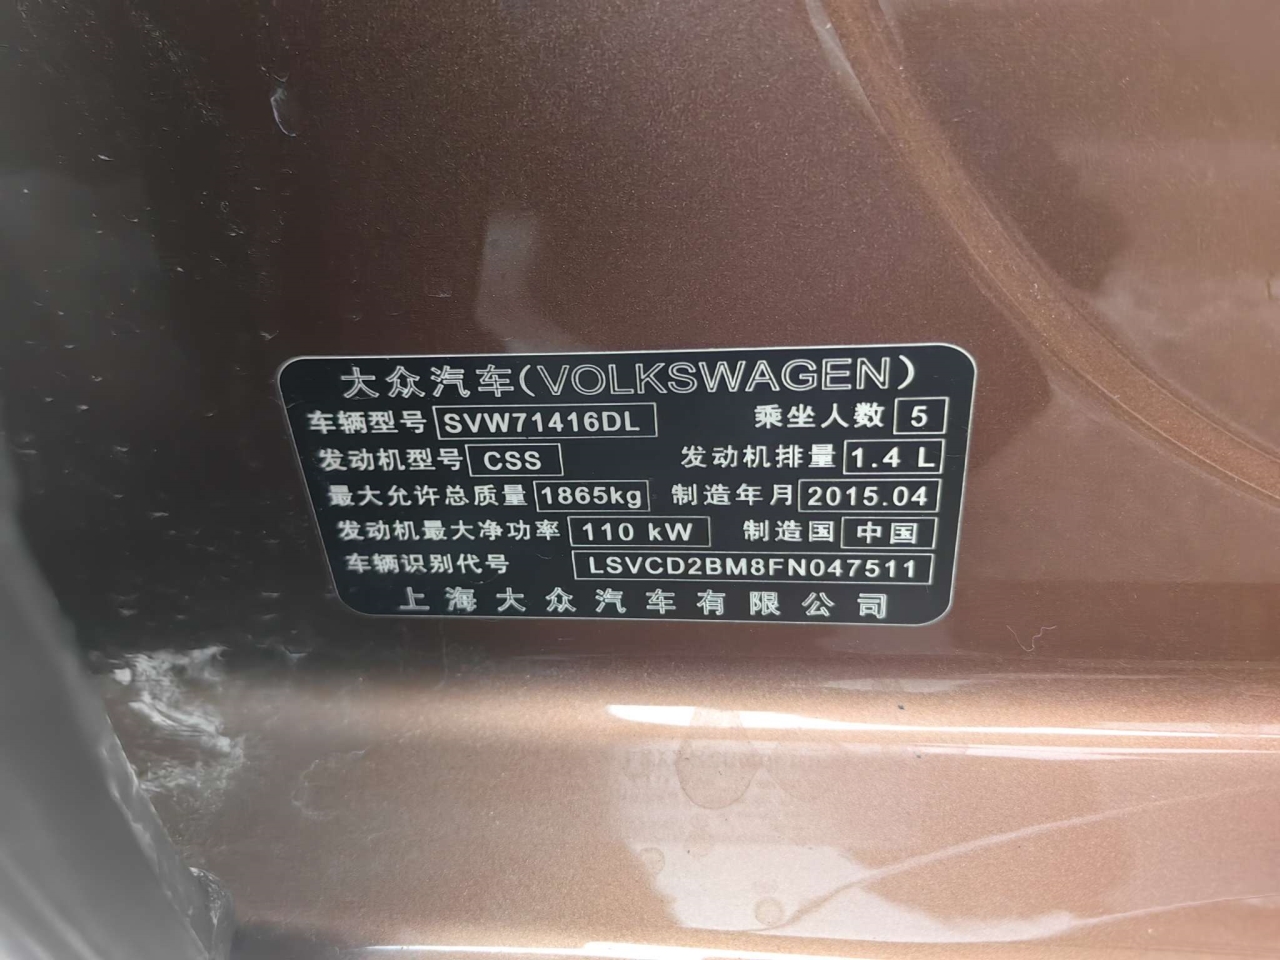 大众汽车(VOLKSWAGEN)
车辆型号 SVW71416DL 乘坐人数 5
发动机型号 CSS 发动机排量 1.4 L
最大允许总质量 1865kg 制造年月 2015.04
发动机最大净功率 110 kW 制造国 中国
车辆识别代号 LSVCD2BM8FN047511
上海大众汽车有限公司